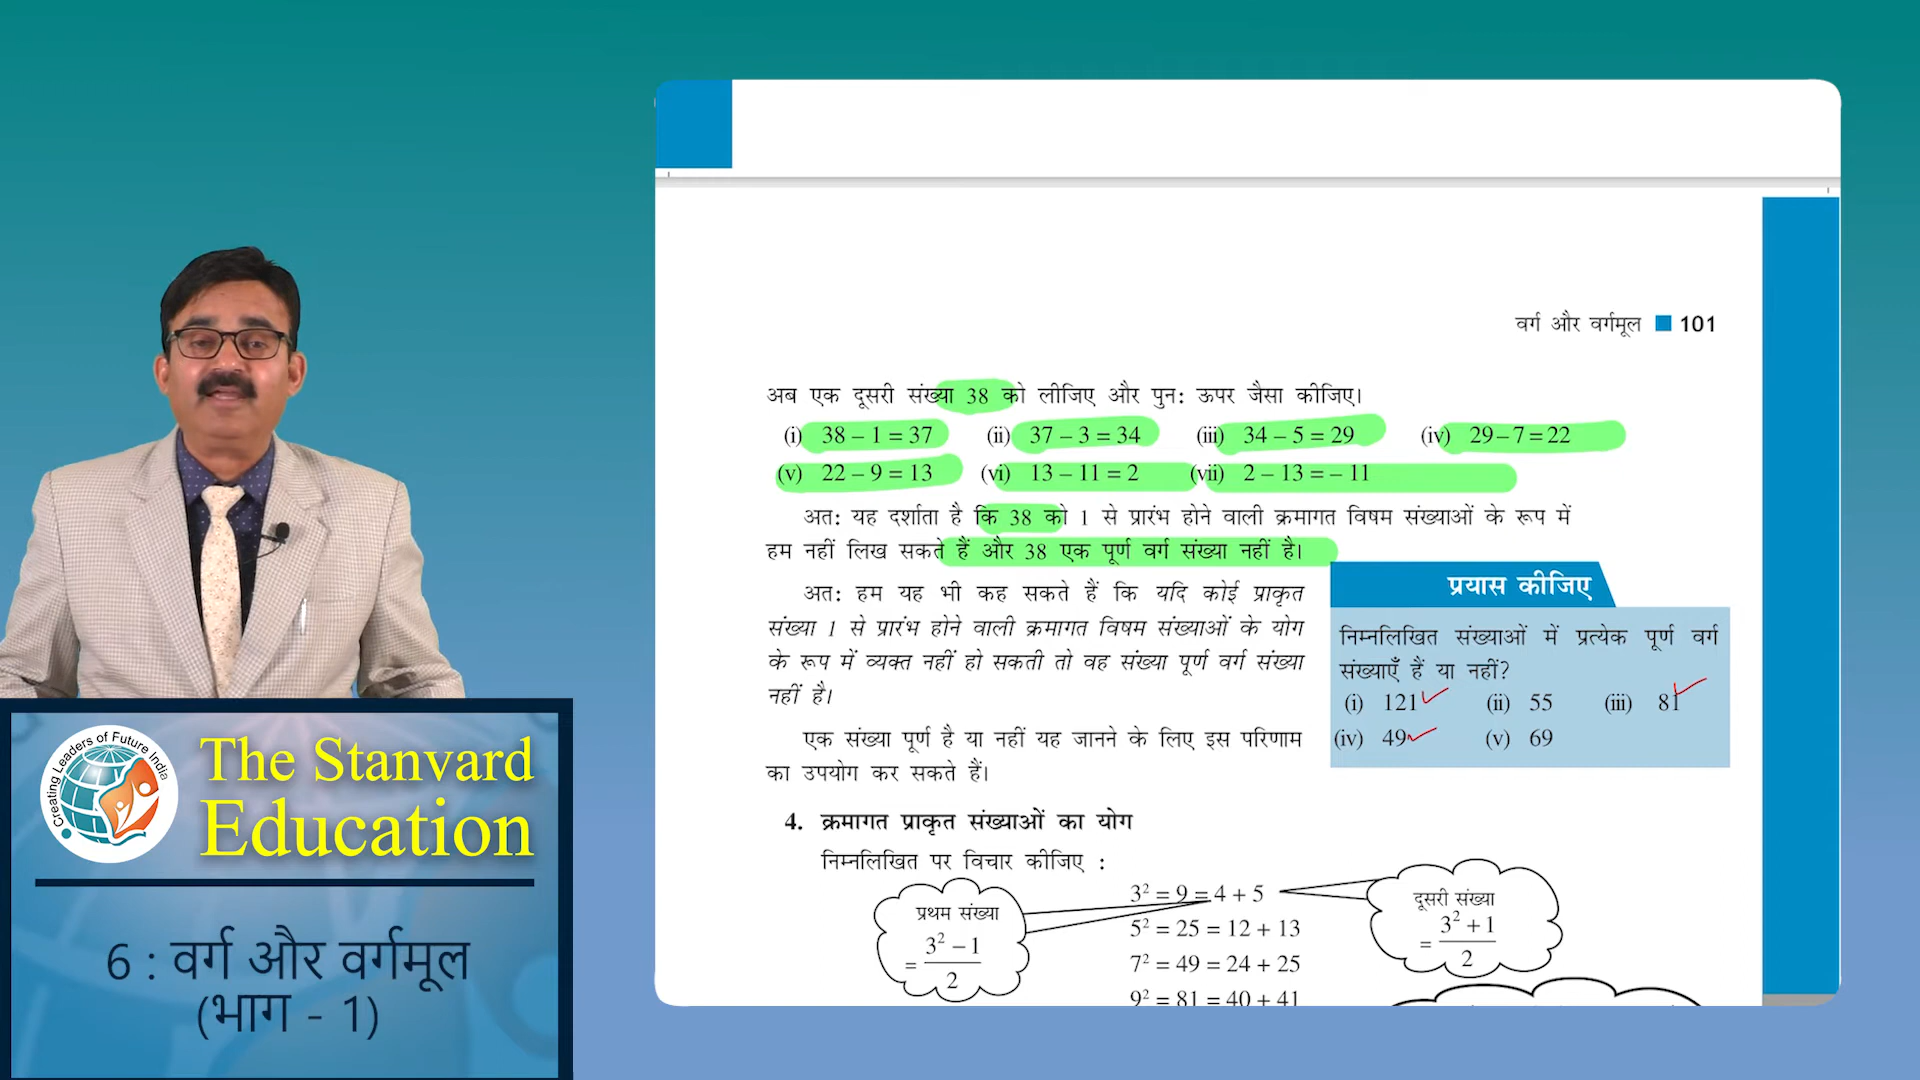 वर्ग और वर्गमूल ■ 101
अब एक दूसरी संख्या 38 को लीजिए और पुन: ऊपर जैसा कीजिए।
(i) 38 – 1 = 37 (ii) 37 – 3 = 34 (iii) 34 – 5 = 29 (iv) 29 – 7 = 22
(v) 22 – 9 = 13 (vi) 13 – 11 = 2 (vii) 2 – 13 = – 11
अत: यह दर्शाता है कि 38 को 1 से प्रारंभ होने वाली क्रमागत विषम संख्याओं के रूप में
हम नहीं लिख सकते हैं और 38 एक पूर्ण वर्ग संख्या नहीं है।
अत: हम यह भी कह सकते हैं कि यदि कोई प्राकृत
संख्या 1 से प्रारंभ होने वाली क्रमागत विषम संख्याओं के योग
के रूप में व्यक्त नहीं हो सकती तो वह संख्या पूर्ण वर्ग संख्या
नहीं है।
एक संख्या पूर्ण है या नहीं यह जानने के लिए इस परिणाम
का उपयोग कर सकते हैं।
प्रयास कीजिए
निम्नलिखित संख्याओं में प्रत्येक पूर्ण वर्ग
संख्याएँ हैं या नहीं?
(i) 121 (ii) 55 (iii) 81
(iv) 49 (v) 69
4. क्रमागत प्राकृत संख्याओं का योग
निम्नलिखित पर विचार कीजिए :
प्रथम संख्या
= (3² – 1)/2
3² = 9 = 4 + 5
5² = 25 = 12 + 13
7² = 49 = 24 + 25
9² = 81 = 40 + 41
दूसरी संख्या
= (3² + 1)/2
Creating Leaders of Future India
The Stanvard
Education
6 : वर्ग और वर्गमूल
(भाग - 1)